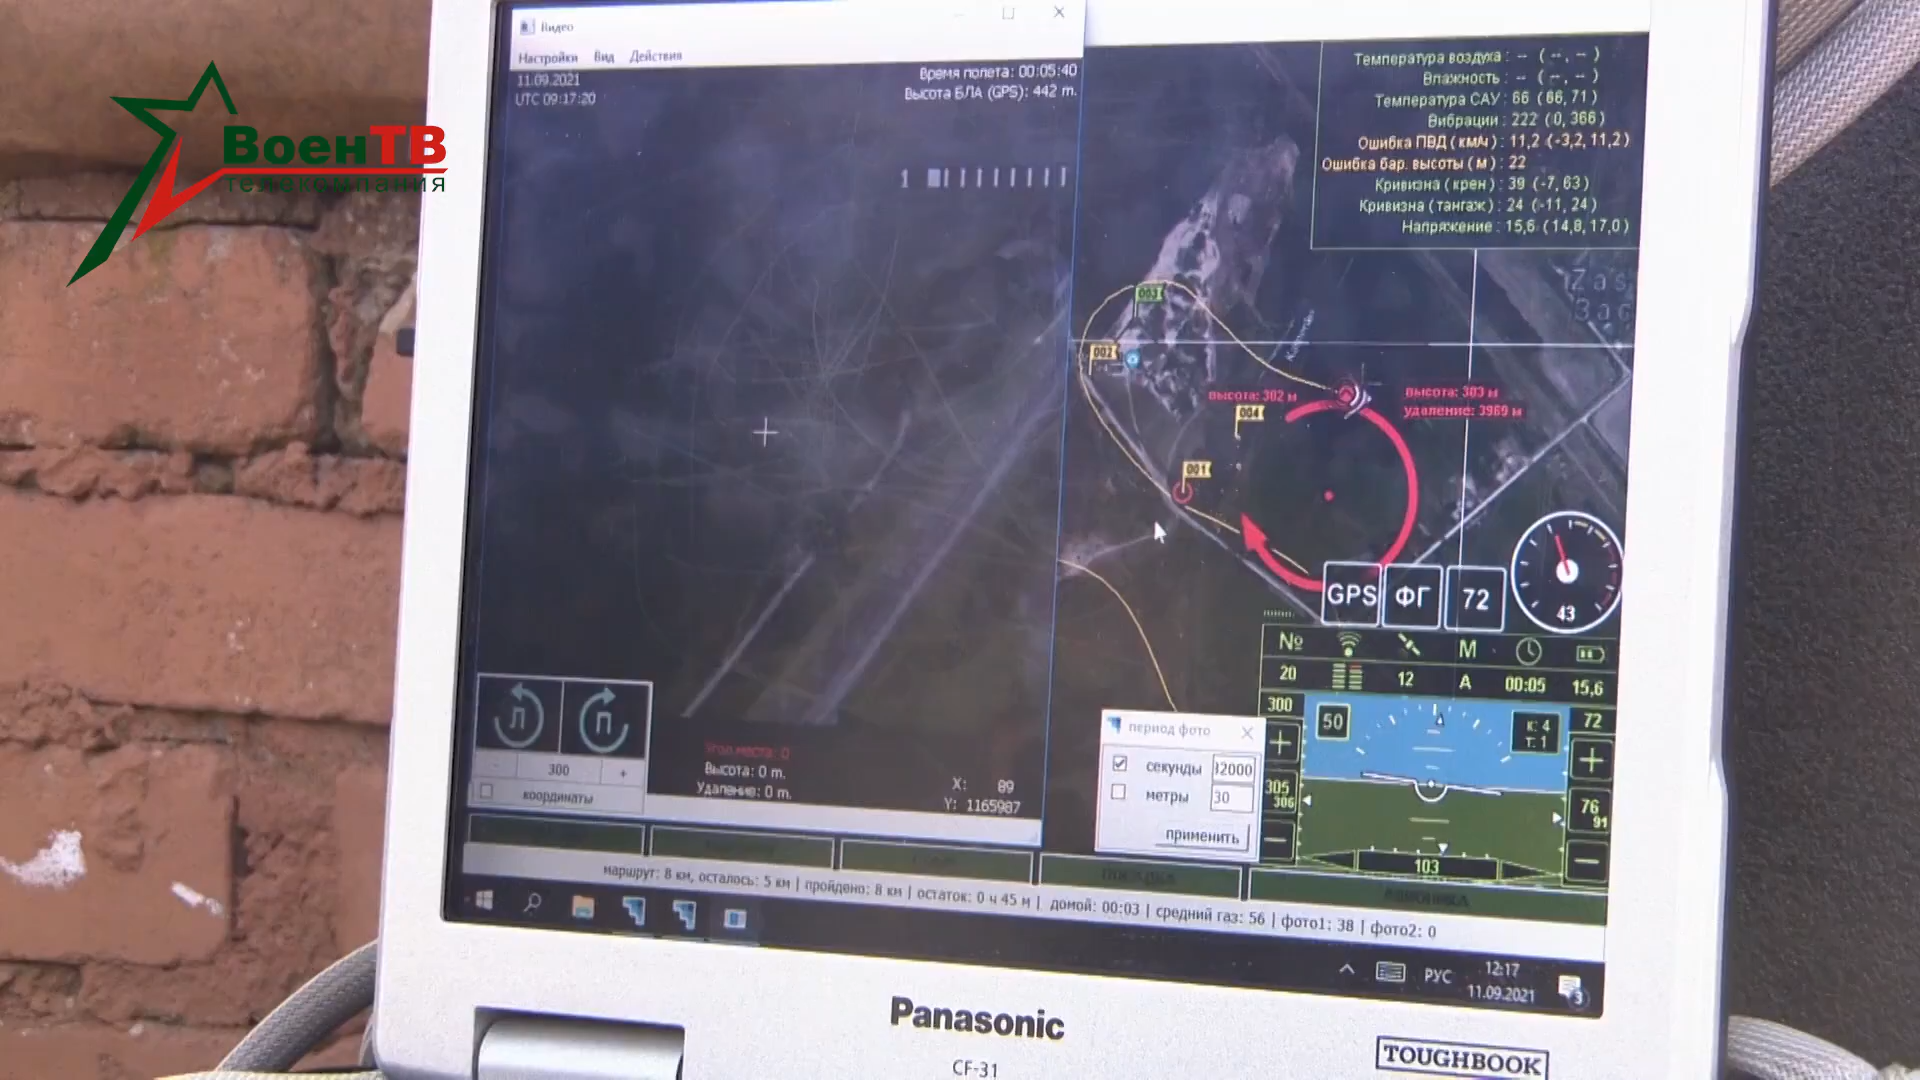 ВоенТВ
телекомпания
Видео
Настройки Вид Действия
11.09.2021
UTC 09:17:20
Время полета: 00:05:40
Высота БЛА (GPS): 442 m.
1
Температура воздуха : -- ( -- , -- )
Влажность : -- ( -- , -- )
Температура САУ : 66 (66, 71)
Вибрации : 222 (0, 366)
Ошибка ПВД ( км/ч ) : 11,2 (-3,2, 11,2)
Ошибка бар. высоты ( м ) : 22
Кривизна ( крен ) : 39 (-7, 63)
Кривизна ( тангаж ) : 24 (-11, 24)
Напряжение : 15,6 (14,8, 17,0)
003
002
высота: 302 м
004
высота: 303 м
удаление: 3969 м
001
GPS
ФГ
72
43
№ М
20 12 А 00:05 15,6
300
50
к: 4
т: 1
72
305
306
76
91
103
Л П
- 300 +
координаты
Угол места: 0
Высота: 0 m.
Удаление: 0 m.
X: 89
Y: 1165987
период фото
секунды
метры 30
применить
маршрут: 8 км, осталось: 5 км | пройдено: 8 км | остаток: 0 ч 45 м | домой: 00:03 | средний газ: 56 | фото1: 38 | фото2: 0
РУС
12:17
11.09.2021
3
Panasonic
CF-31
TOUGHBOOK